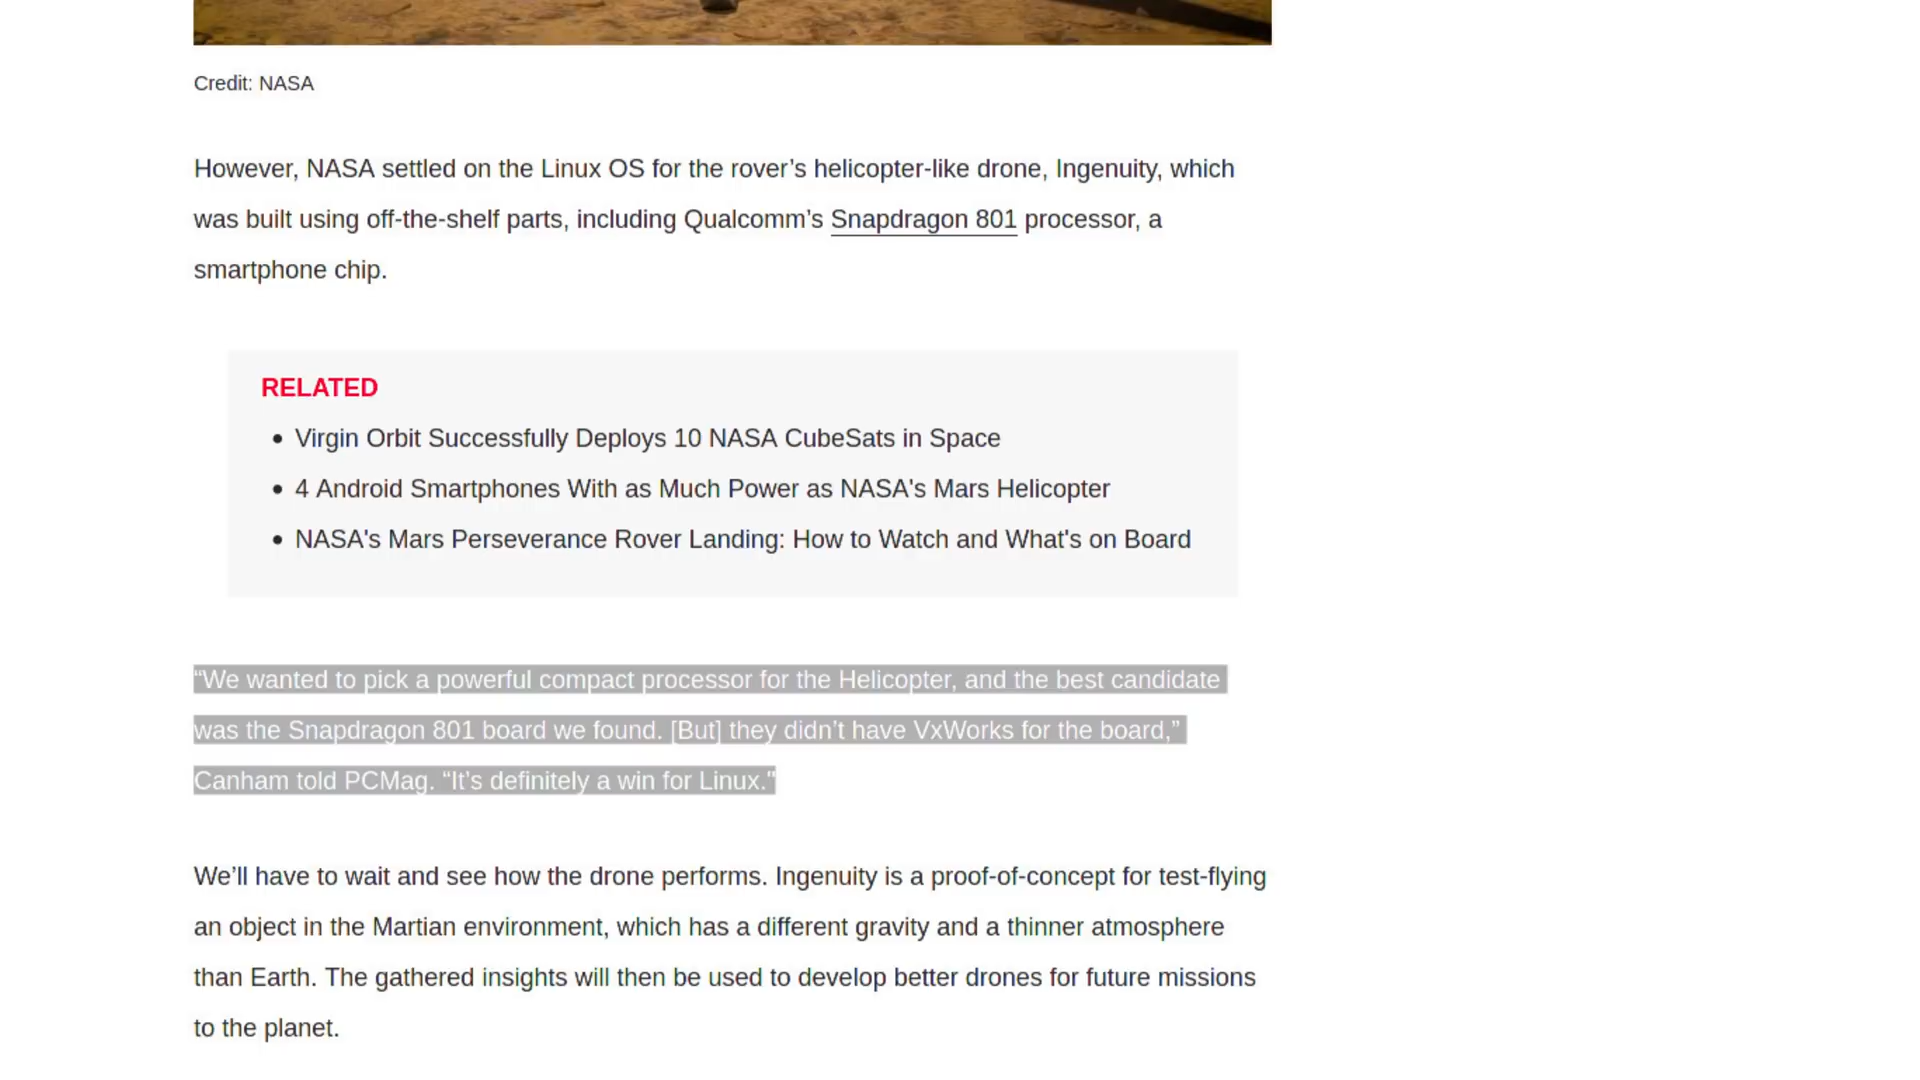 Credit: NASA
However, NASA settled on the Linux OS for the rover’s helicopter-like drone, Ingenuity, which
was built using off-the-shelf parts, including Qualcomm’s Snapdragon 801 processor, a
smartphone chip.
RELATED
• Virgin Orbit Successfully Deploys 10 NASA CubeSats in Space
• 4 Android Smartphones With as Much Power as NASA's Mars Helicopter
• NASA's Mars Perseverance Rover Landing: How to Watch and What's on Board
“We wanted to pick a powerful compact processor for the Helicopter, and the best candidate
was the Snapdragon 801 board we found. [But] they didn’t have VxWorks for the board,”
Canham told PCMag. “It’s definitely a win for Linux."
We’ll have to wait and see how the drone performs. Ingenuity is a proof-of-concept for test-flying
an object in the Martian environment, which has a different gravity and a thinner atmosphere
than Earth. The gathered insights will then be used to develop better drones for future missions
to the planet.